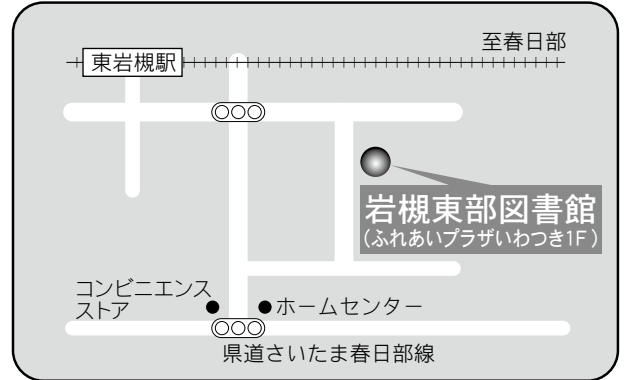 至春日部
東岩槻駅
岩槻東部図書館
(ふれあいプラザいわつき1F)
コンビニエンス
ストア
ホームセンター
県道さいたま春日部線